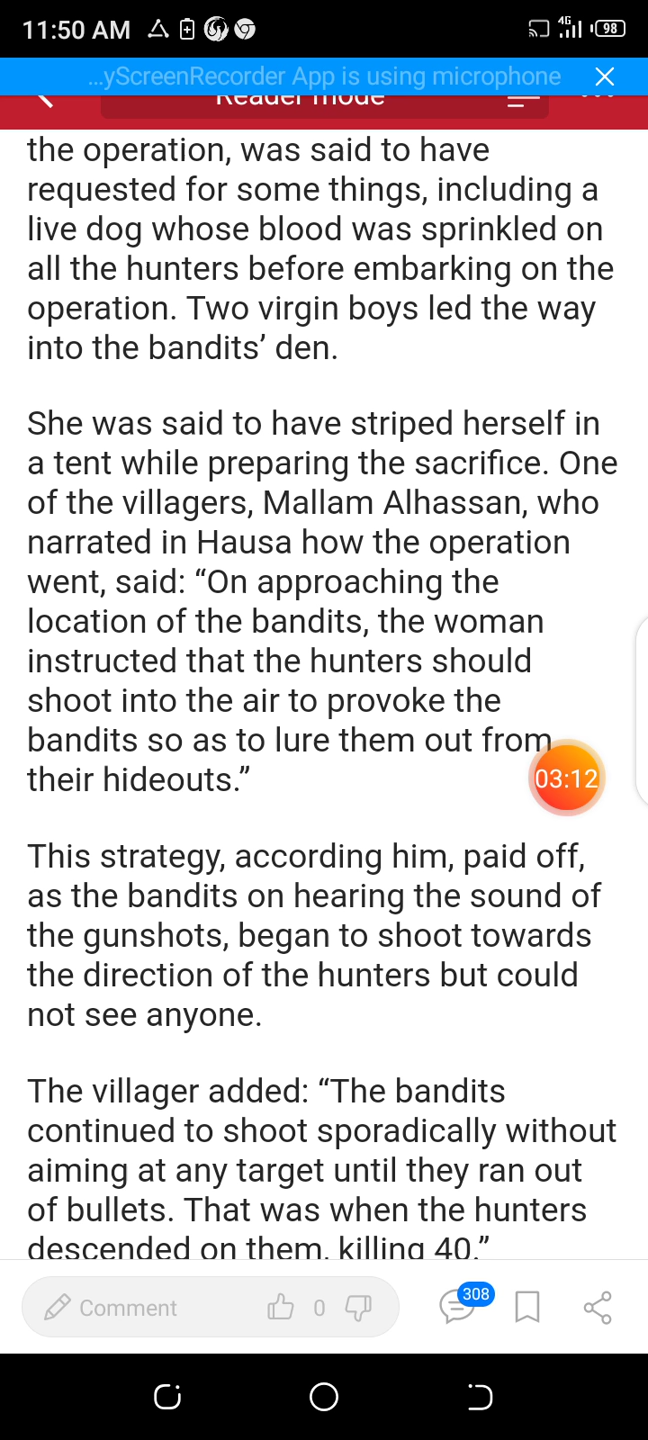 11:50 AM
4G
98
...yScreenRecorder App is using microphone
Reader mode
the operation, was said to have
requested for some things, including a
live dog whose blood was sprinkled on
all the hunters before embarking on the
operation. Two virgin boys led the way
into the bandits’ den.
She was said to have striped herself in
a tent while preparing the sacrifice. One
of the villagers, Mallam Alhassan, who
narrated in Hausa how the operation
went, said: “On approaching the
location of the bandits, the woman
instructed that the hunters should
shoot into the air to provoke the
bandits so as to lure them out from
their hideouts.”
03:12
This strategy, according him, paid off,
as the bandits on hearing the sound of
the gunshots, began to shoot towards
the direction of the hunters but could
not see anyone.
The villager added: “The bandits
continued to shoot sporadically without
aiming at any target until they ran out
of bullets. That was when the hunters
descended on them, killing 40.”
Comment
0
308